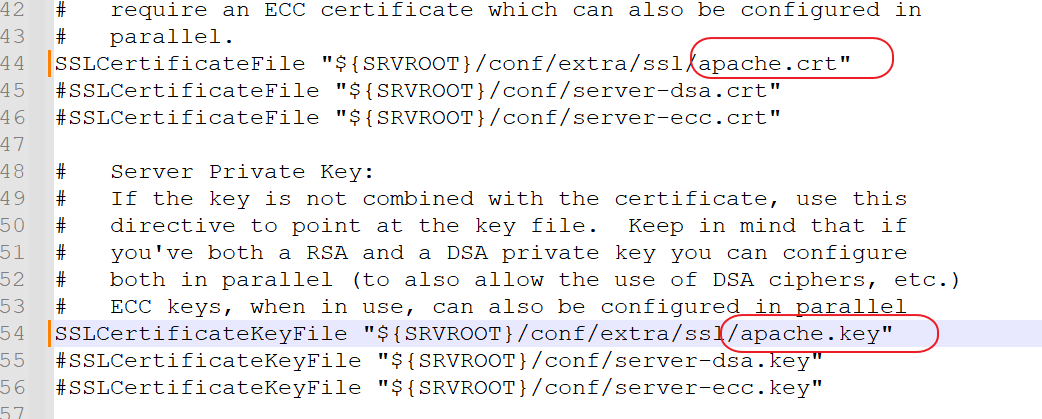 42 #   require an ECC certificate which can also be configured in
43 #   parallel.
44 SSLCertificateFile "${SRVROOT}/conf/extra/ssl/apache.crt"
45 #SSLCertificateFile "${SRVROOT}/conf/server-dsa.crt"
46 #SSLCertificateFile "${SRVROOT}/conf/server-ecc.crt"
47
48 #   Server Private Key:
49 #   If the key is not combined with the certificate, use this
50 #   directive to point at the key file.  Keep in mind that if
51 #   you've both a RSA and a DSA private key you can configure
52 #   both in parallel (to also allow the use of DSA ciphers, etc.)
53 #   ECC keys, when in use, can also be configured in parallel
54 SSLCertificateKeyFile "${SRVROOT}/conf/extra/ssl/apache.key"
55 #SSLCertificateKeyFile "${SRVROOT}/conf/server-dsa.key"
56 #SSLCertificateKeyFile "${SRVROOT}/conf/server-ecc.key"
57